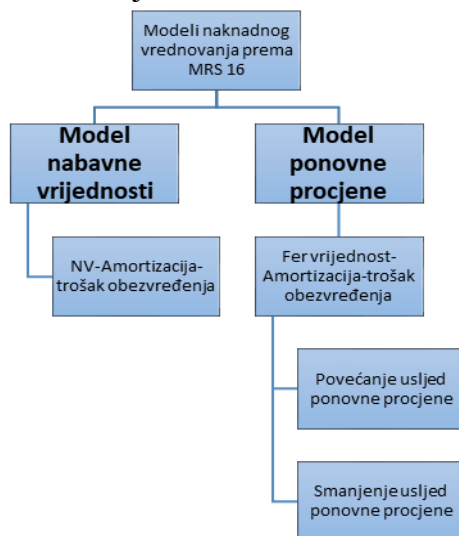 Modeli naknadnog
vrednovanja prema
MRS 16
Model
nabavne
vrijednosti
Model
ponovne
procjene
NV-Amortizacija-
trošak obezvređenja
Fer vrijednost-
Amortizacija-trošak
obezvređenja
Povećanje usljed
ponovne procjene
Smanjenje usljed
ponovne procjene